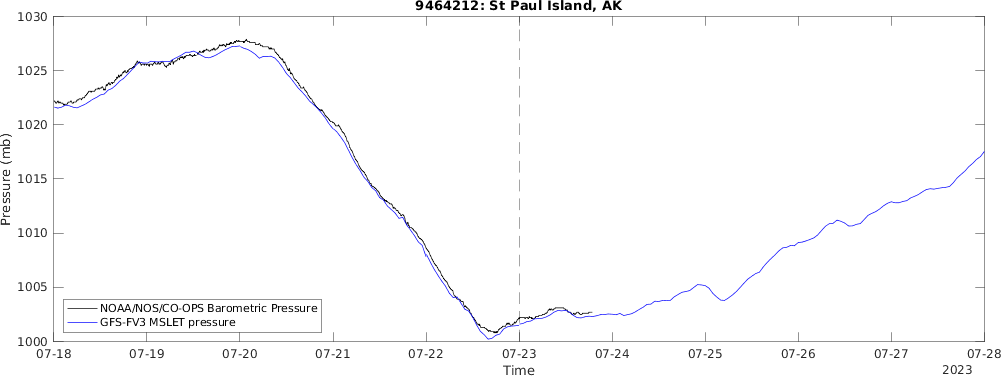 9464212: St Paul Island, AK
Pressure (mb)
1030
1025
1020
1015
1010
1005
1000
NOAA/NOS/CO-OPS Barometric Pressure
GFS-FV3 MSLET pressure
07-18 07-19 07-20 07-21 07-22 07-23 07-24 07-25 07-26 07-27 07-28
Time
2023